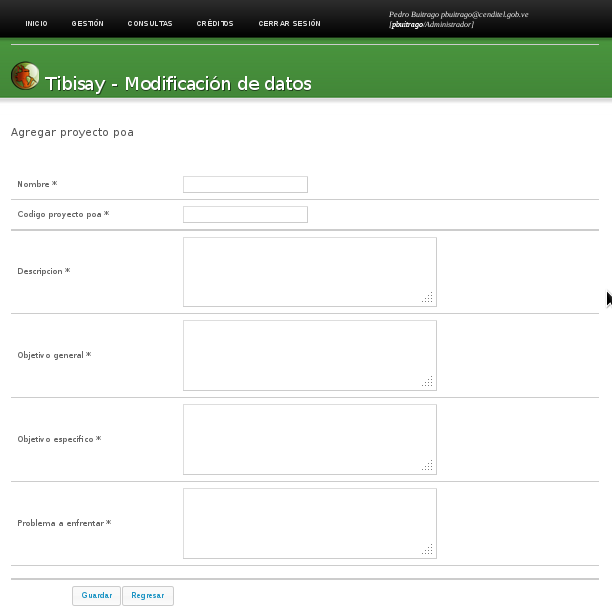 INICIO GESTIÓN CONSULTAS CRÉDITOS CERRAR SESIÓN
Pedro Buitrago pbuitrago@cenditel.gob.ve
[pbuitrago/Administrador]
Tibisay - Modificación de datos
Agregar proyecto poa
Nombre *
Codigo proyecto poa *
Descripcion *
Objetivo general *
Objetivo especifico *
Problema a enfrentar *
Guardar Regresar